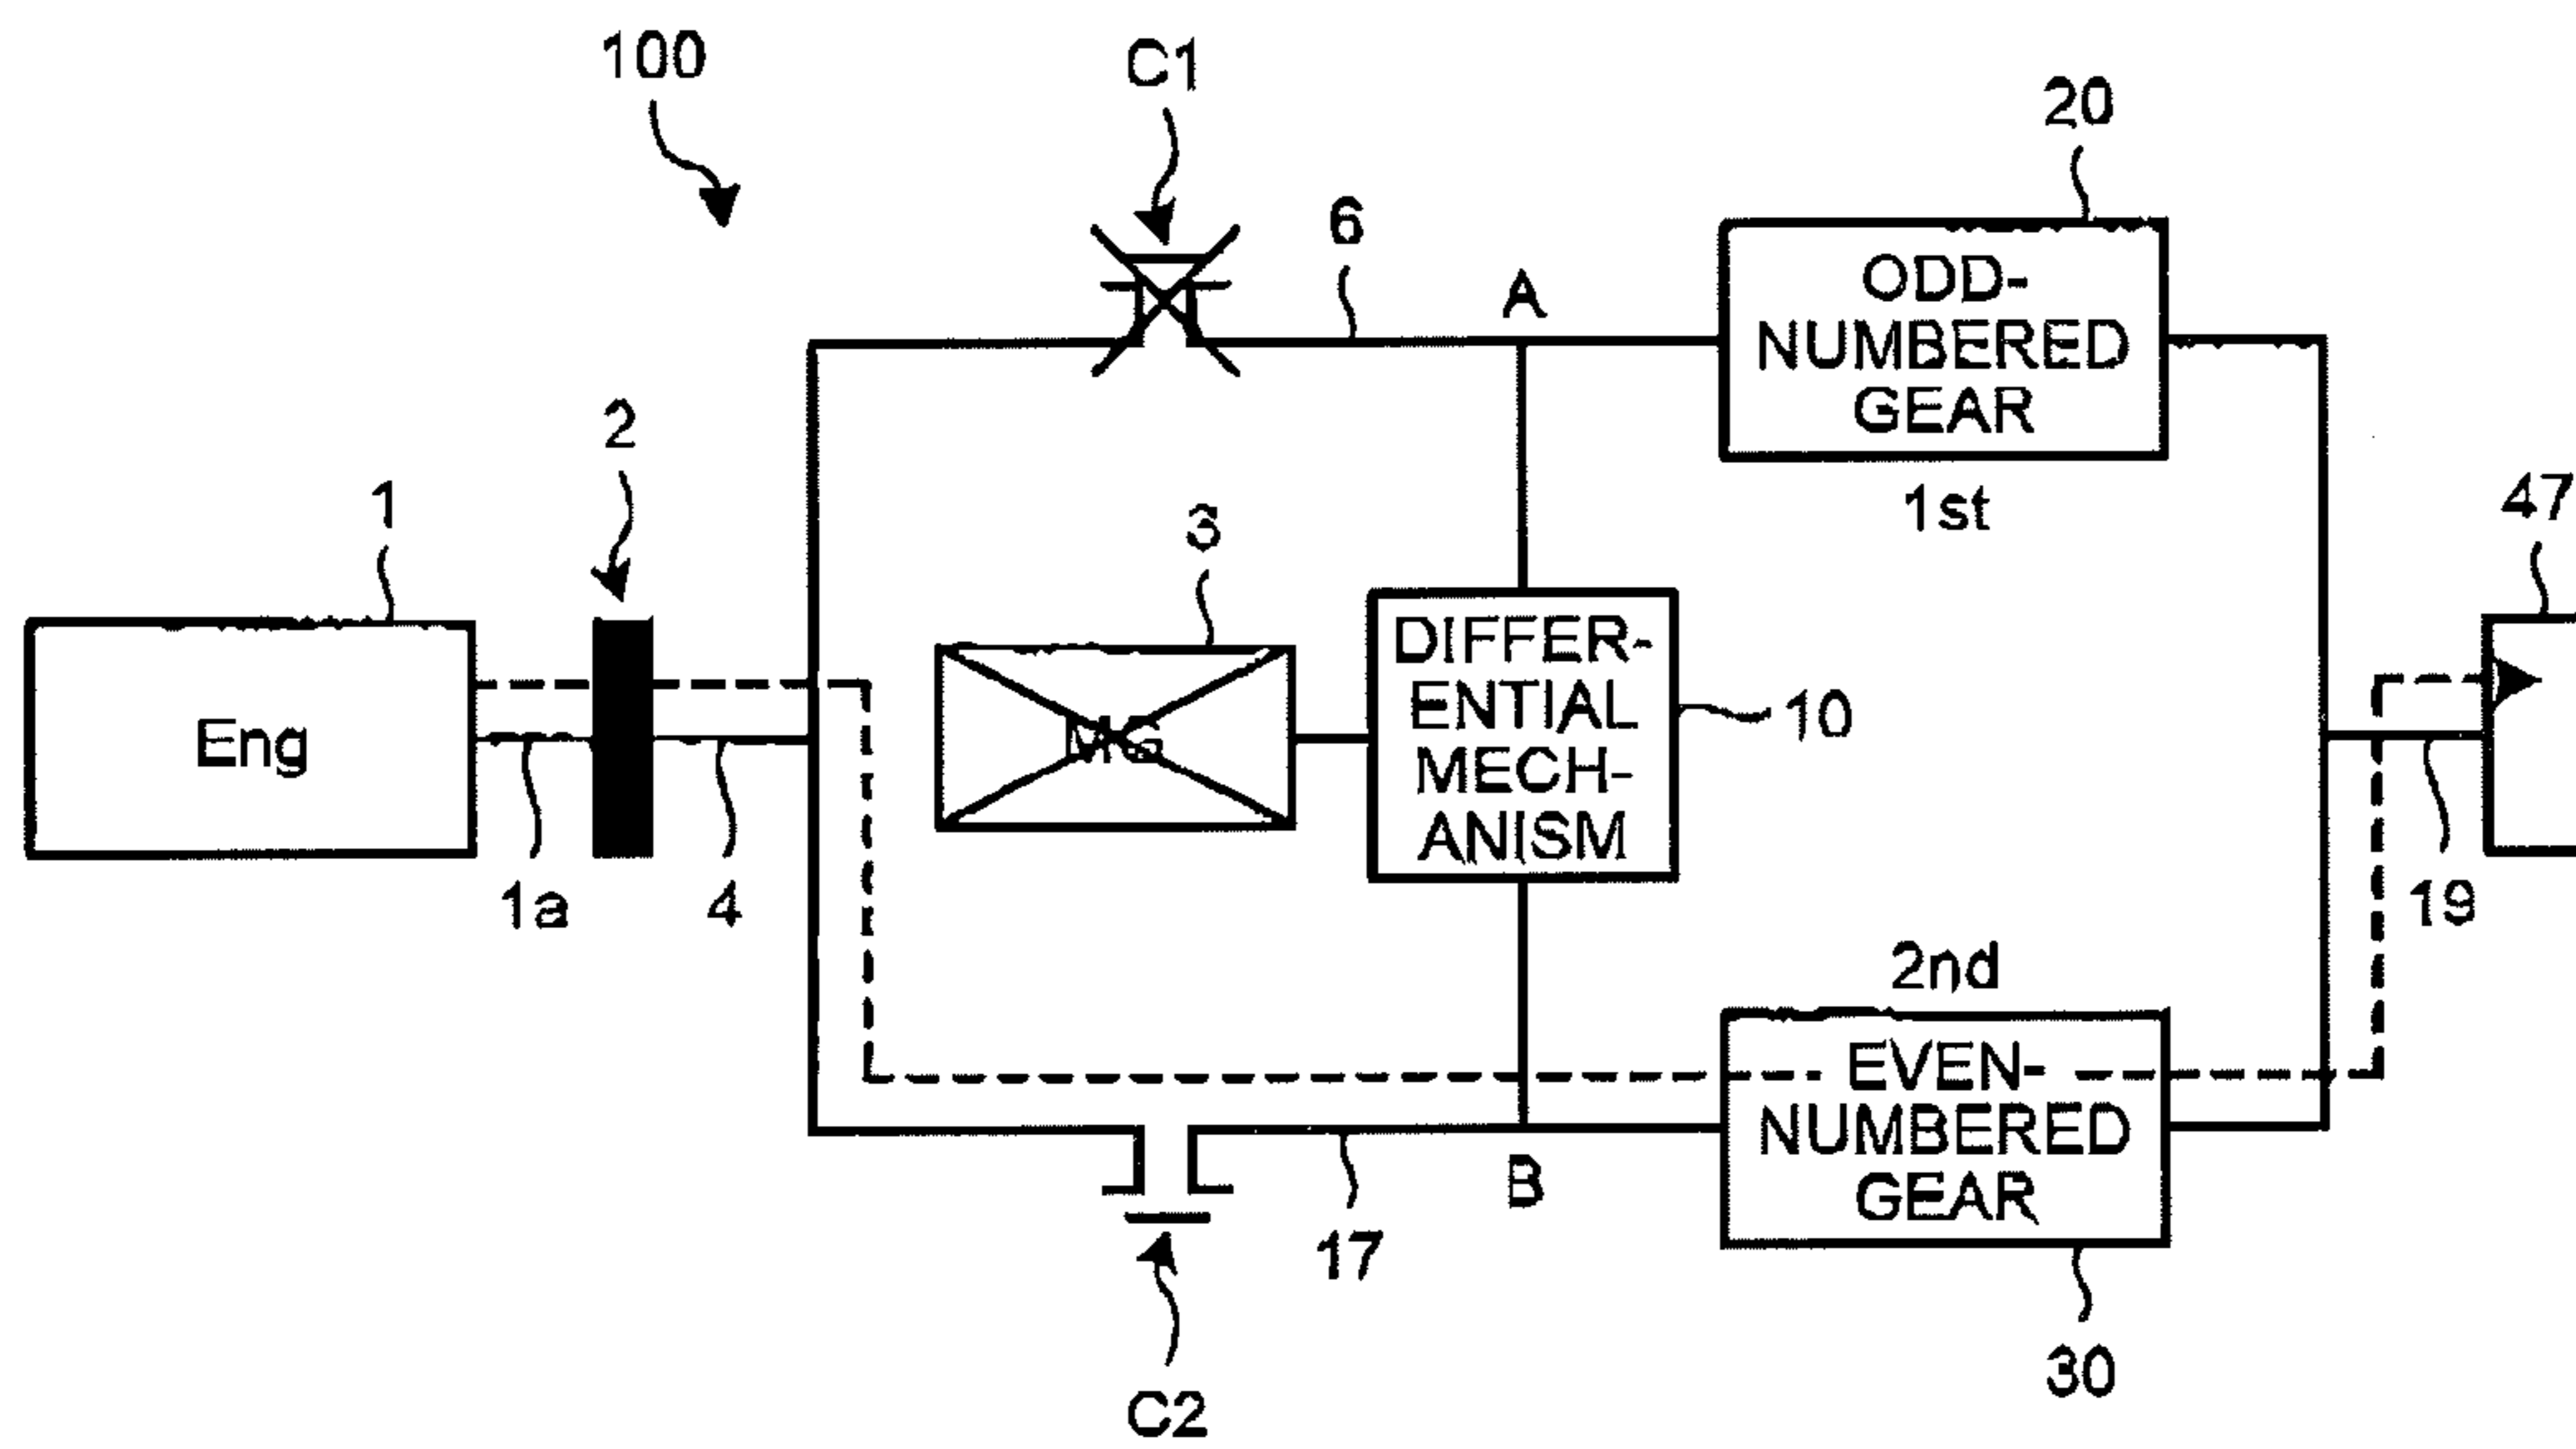 100
C1
20
6
A
ODD-
NUMBERED
GEAR
1st
2
1
3
47
Eng
MG
DIFFER-
ENTIAL
MECH-
ANISM
10
1a
4
19
2nd
EVEN-
NUMBERED
GEAR
B
17
30
C2